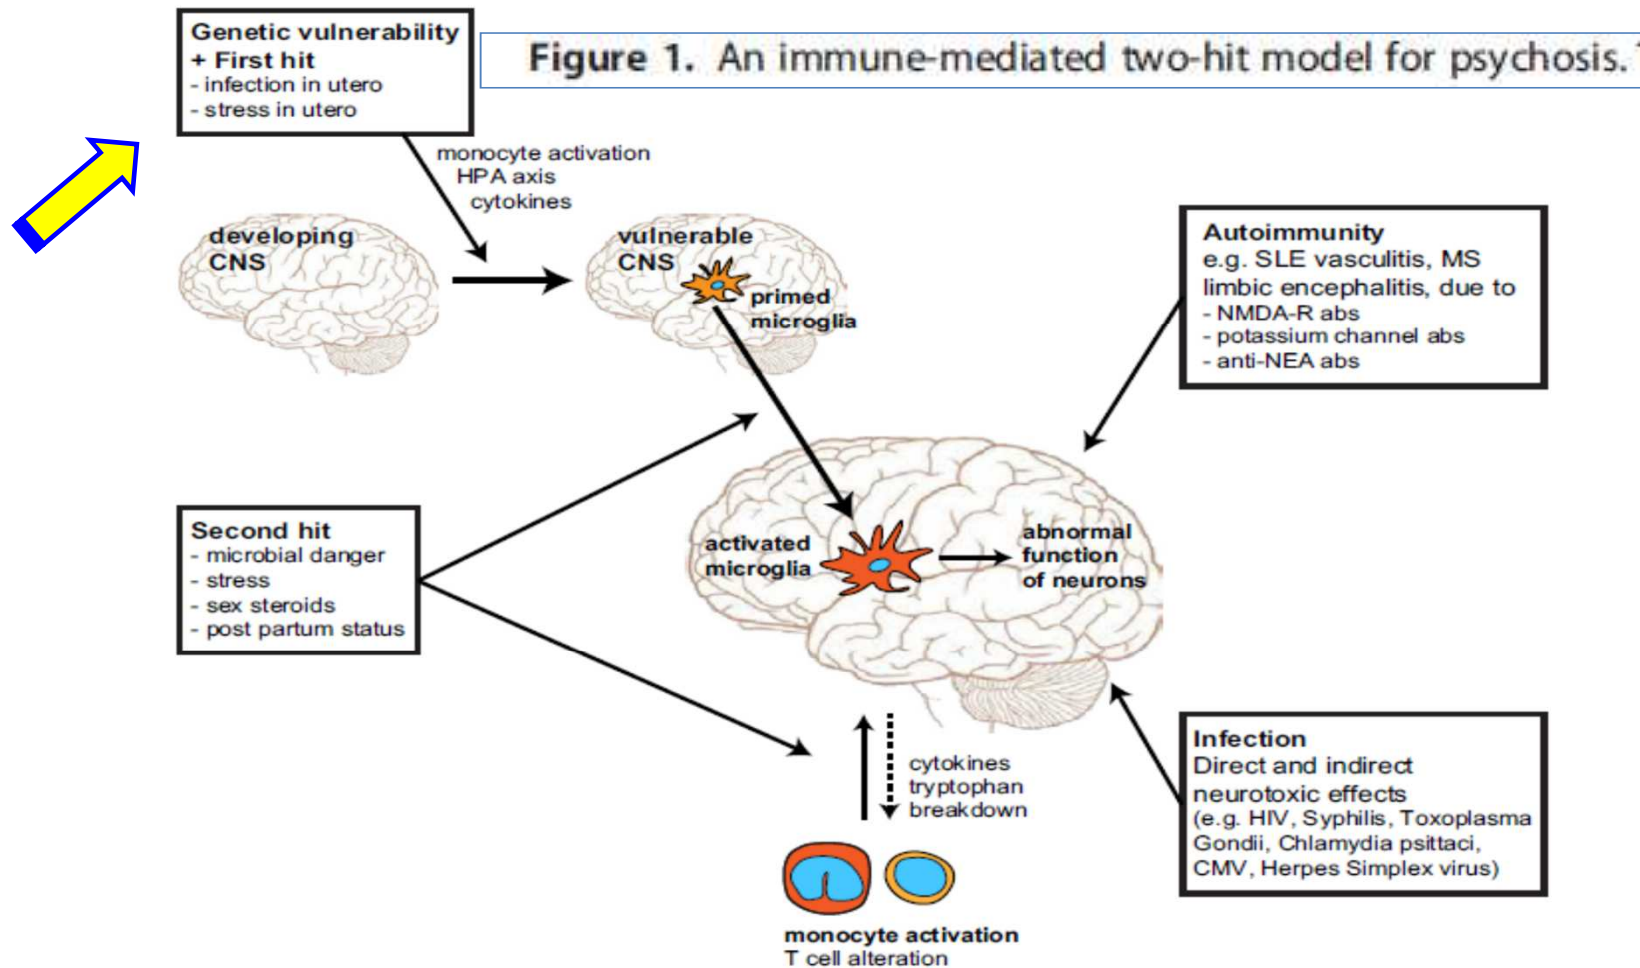 Genetic vulnerability
+ First hit
- infection in utero
- stress in utero
Figure 1. An immune-mediated two-hit model for psychosis.
monocyte activation
HPA axis
cytokines
developing
CNS
vulnerable
CNS
primed
microglia
Autoimmunity
e.g. SLE vasculitis, MS
limbic encephalitis, due to
- NMDA-R abs
- potassium channel abs
- anti-NEA abs
Second hit
- microbial danger
- stress
- sex steroids
- post partum status
activated
microglia
abnormal
function
of neurons
cytokines
tryptophan
breakdown
Infection
Direct and indirect
neurotoxic effects
(e.g. HIV, Syphilis, Toxoplasma
Gondii, Chlamydia psittaci,
CMV, Herpes Simplex virus)
monocyte activation
T cell alteration